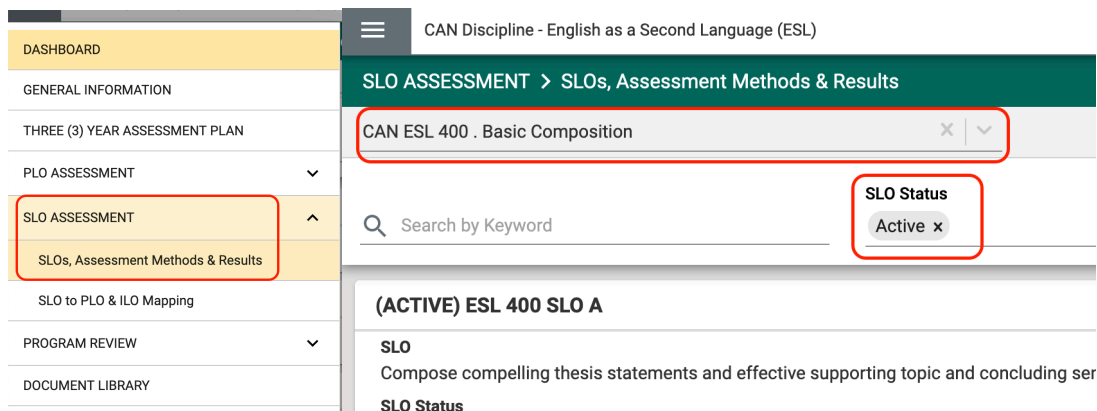 DASHBOARD
GENERAL INFORMATION
THREE (3) YEAR ASSESSMENT PLAN
PLO ASSESSMENT
SLO ASSESSMENT
SLOs, Assessment Methods & Results
SLO to PLO & ILO Mapping
PROGRAM REVIEW
DOCUMENT LIBRARY
CAN Discipline - English as a Second Language (ESL)
SLO ASSESSMENT > SLOs, Assessment Methods & Results
CAN ESL 400 . Basic Composition
SLO Status
Search by Keyword
Active ×
(ACTIVE) ESL 400 SLO A
SLO
Compose compelling thesis statements and effective supporting topic and concluding
SLO Status